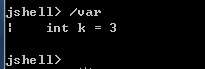 jshell> /var
|    int k = 3

jshell>